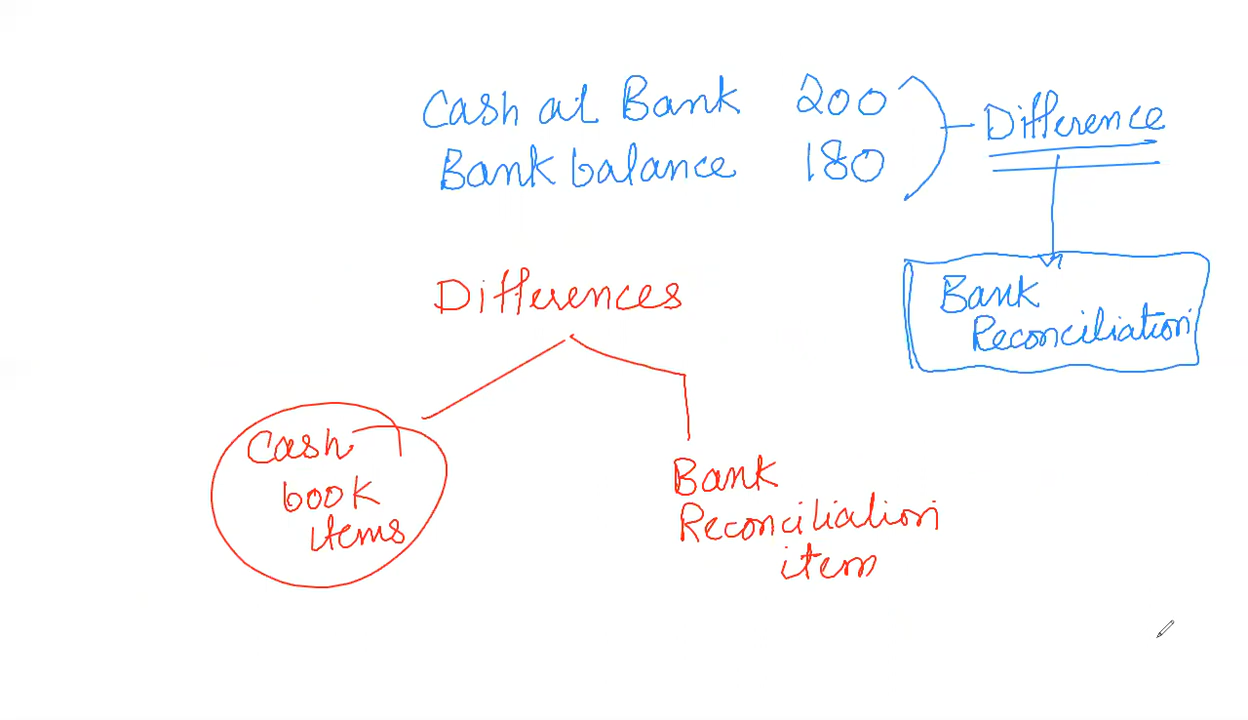 Cash at Bank 200
Bank balance 180
Difference
Bank
Reconciliation
Differences
Cash
book
items
Bank
Reconciliation
item